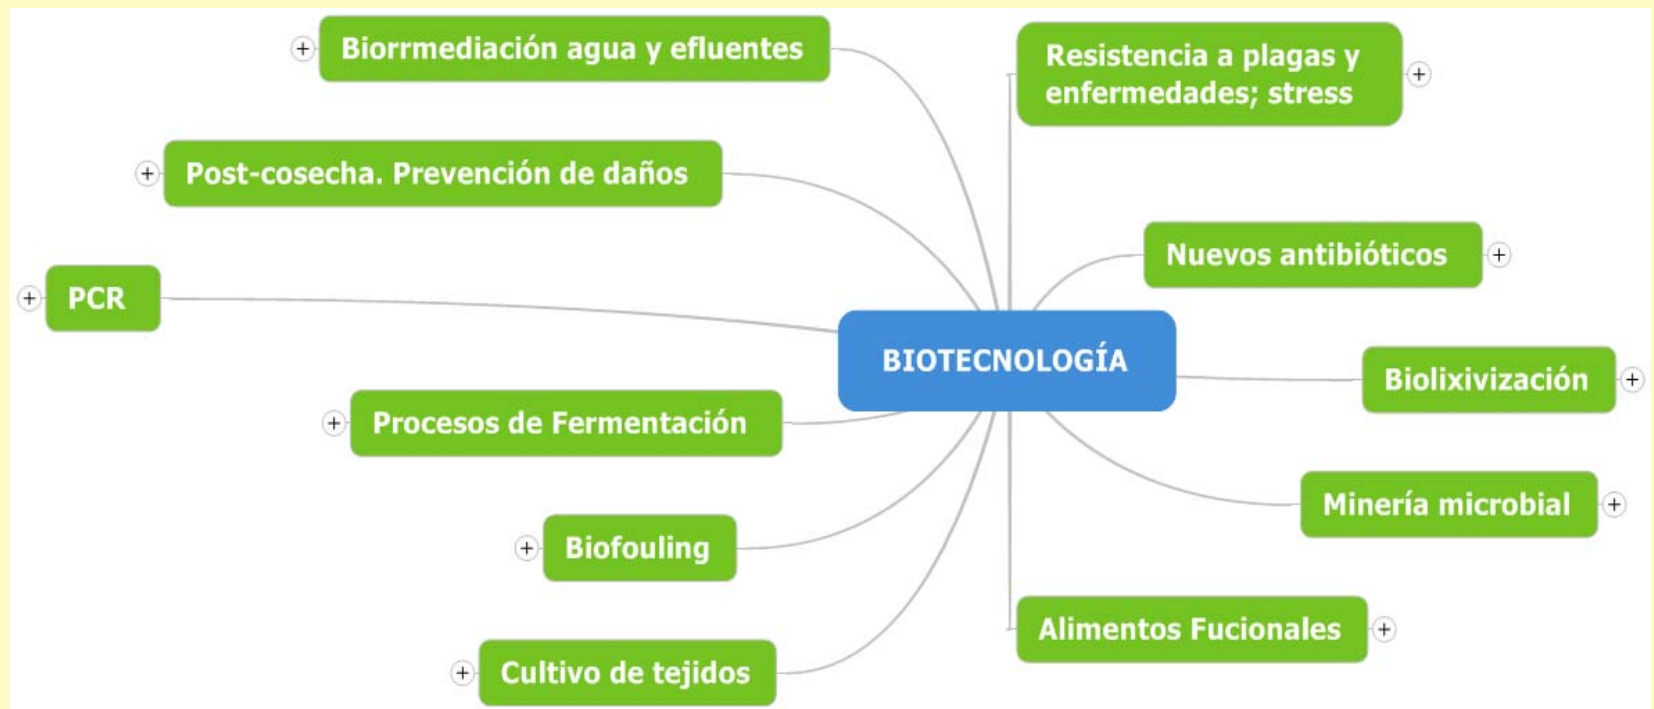 Biorrmediación agua y efluentes
Post-cosecha. Prevención de daños
PCR
Procesos de Fermentación
Biofouling
Cultivo de tejidos
BIOTECNOLOGÍA
Resistencia a plagas y
enfermedades; stress
Nuevos antibióticos
Biolixivización
Minería microbial
Alimentos Fucionales